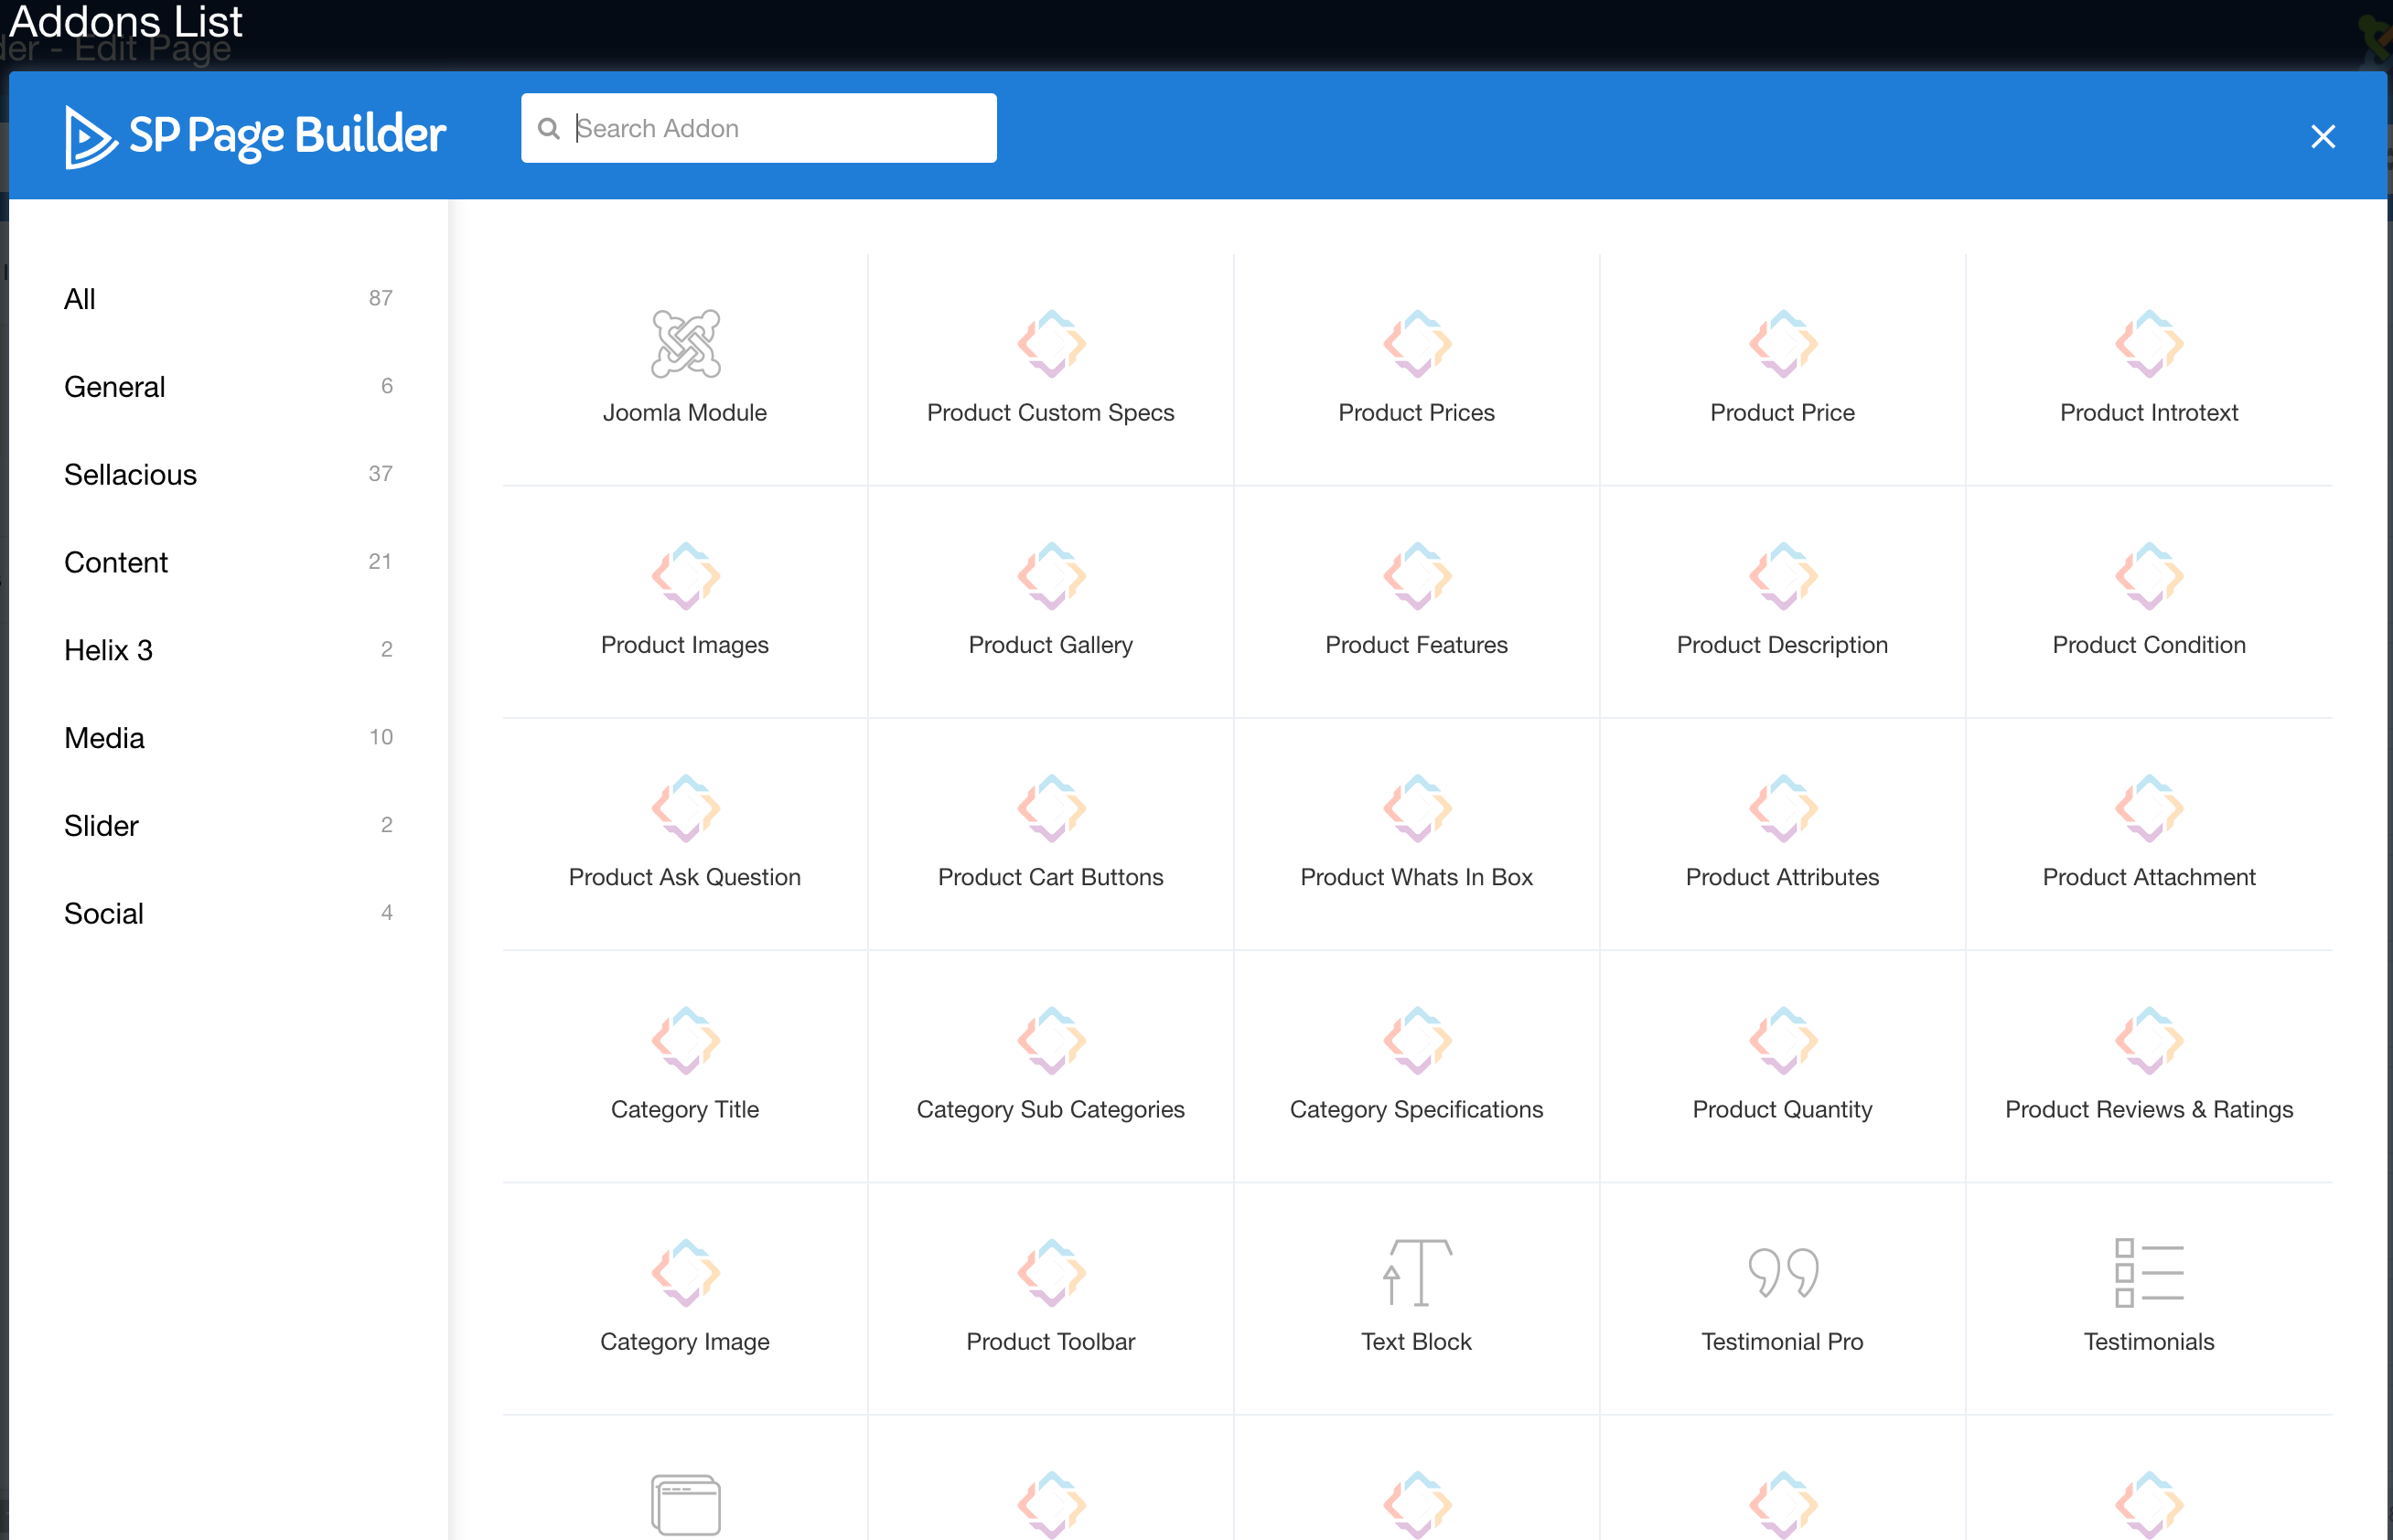 Addons List
der - Edit Page
SP Page Builder
Search Addon
All 87
General 6
Sellacious 37
Content 21
Helix 3 2
Media 10
Slider 2
Social 4
Joomla Module
Product Custom Specs
Product Prices
Product Price
Product Introtext
Product Images
Product Gallery
Product Features
Product Description
Product Condition
Product Ask Question
Product Cart Buttons
Product Whats In Box
Product Attributes
Product Attachment
Category Title
Category Sub Categories
Category Specifications
Product Quantity
Product Reviews & Ratings
Category Image
Product Toolbar
Text Block
Testimonial Pro
Testimonials